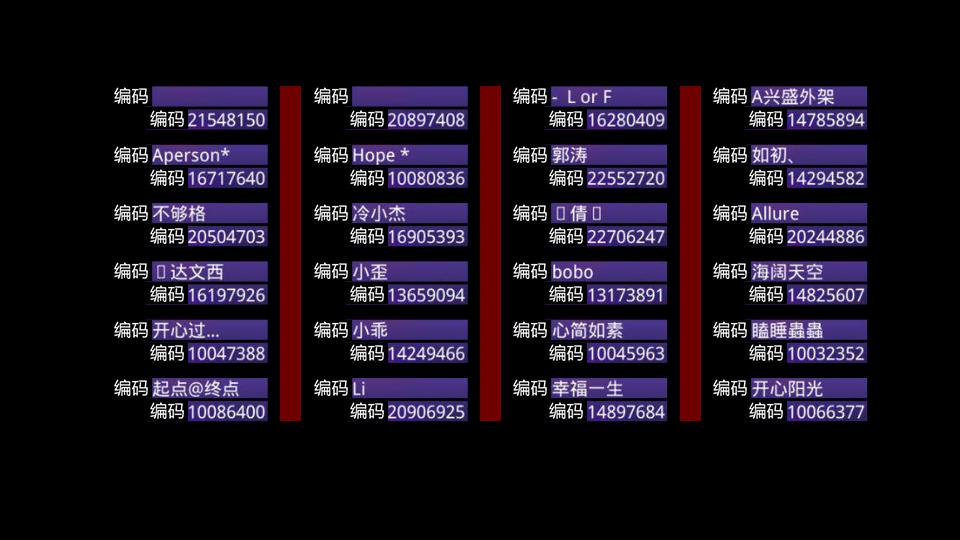 编码
编码 21548150
编码 Aperson*
编码 16717640
编码 不够格
编码 20504703
编码 达文西
编码 16197926
编码 开心过...
编码 10047388
编码 起点@终点
编码 10086400
编码
编码 20897408
编码 Hope *
编码 10080836
编码 冷小杰
编码 16905393
编码 小歪
编码 13659094
编码 小乖
编码 14249466
编码 Li
编码 20906925
编码 - L or F
编码 16280409
编码 郭涛
编码 22552720
编码 倩
编码 22706247
编码 bobo
编码 13173891
编码 心简如素
编码 10045963
编码 幸福一生
编码 14897684
编码 A兴盛外架
编码 14785894
编码 如初、
编码 14294582
编码 Allure
编码 20244886
编码 海阔天空
编码 14825607
编码 瞌睡蟲蟲
编码 10032352
编码 开心阳光
编码 10066377